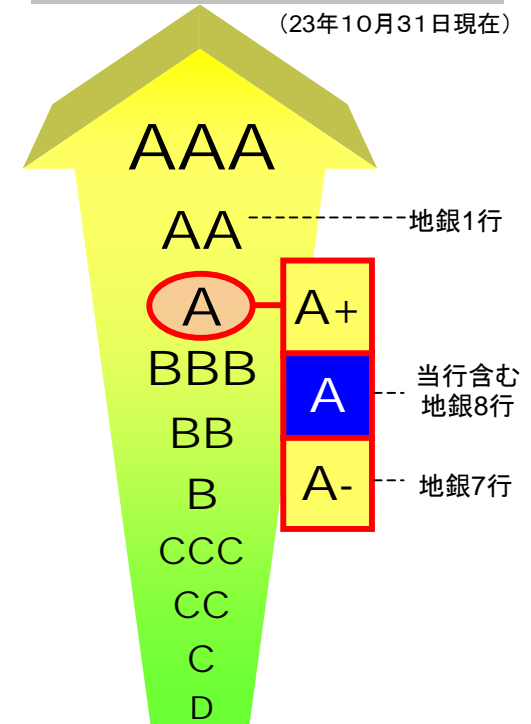 (23年10月31日現在)
AAA
AA
地銀1行
A
A+
BBB
A
当行含む
地銀8行
BB
A-
地銀7行
B
CCC
CC
C
D